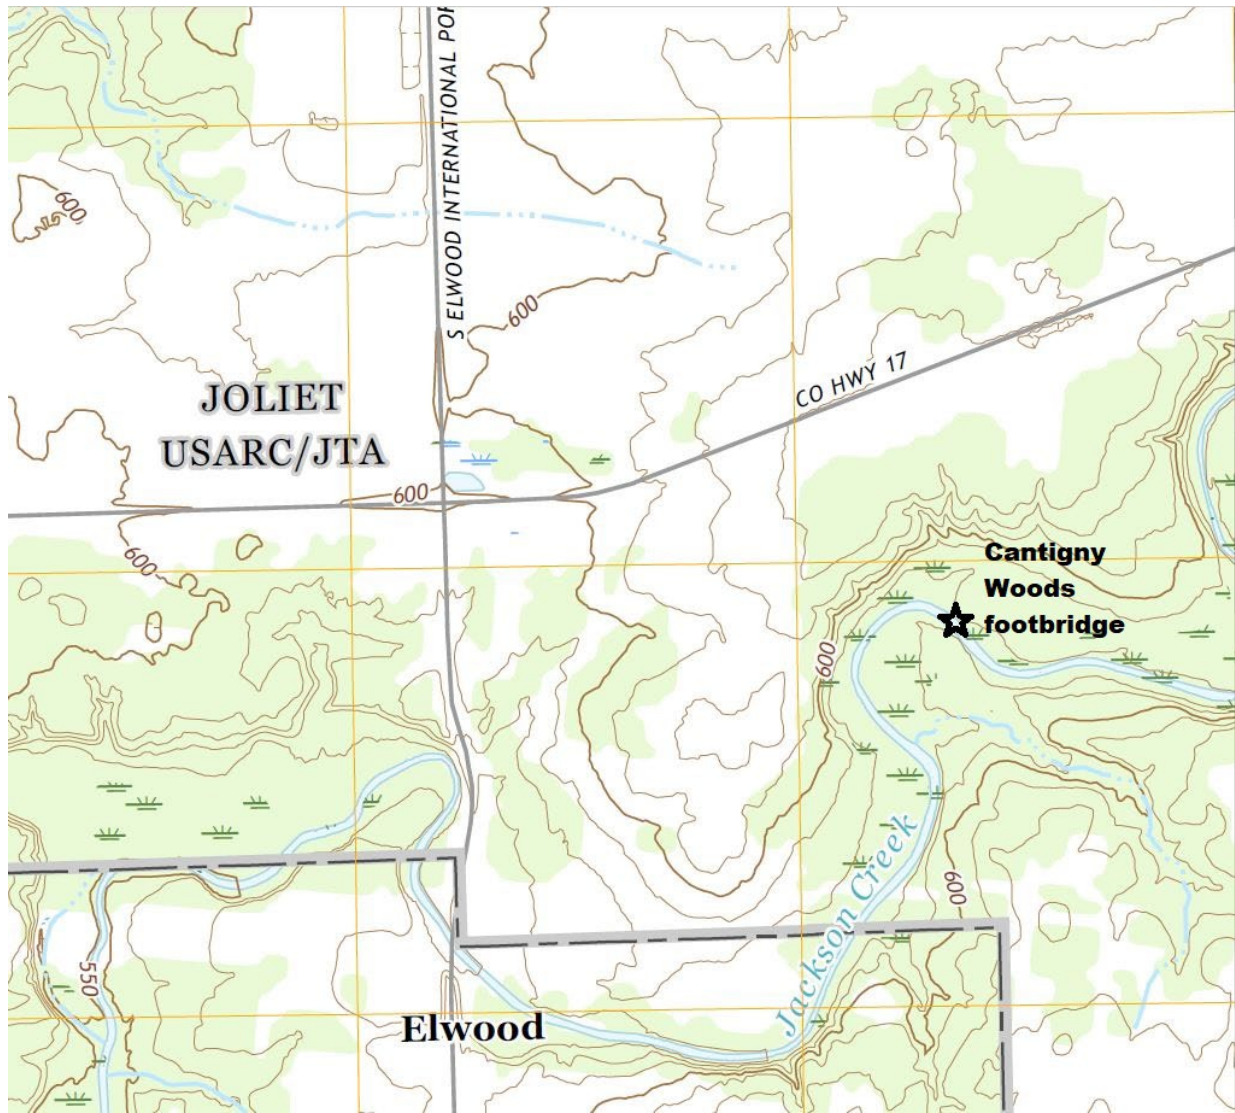 S ELWOOD INTERNATIONAL POR
600
600
CO HWY 17
JOLIET
USARC/JTA
600
600
Cantigny
Woods
footbridge
600
Jackson Creek
600
550
Elwood